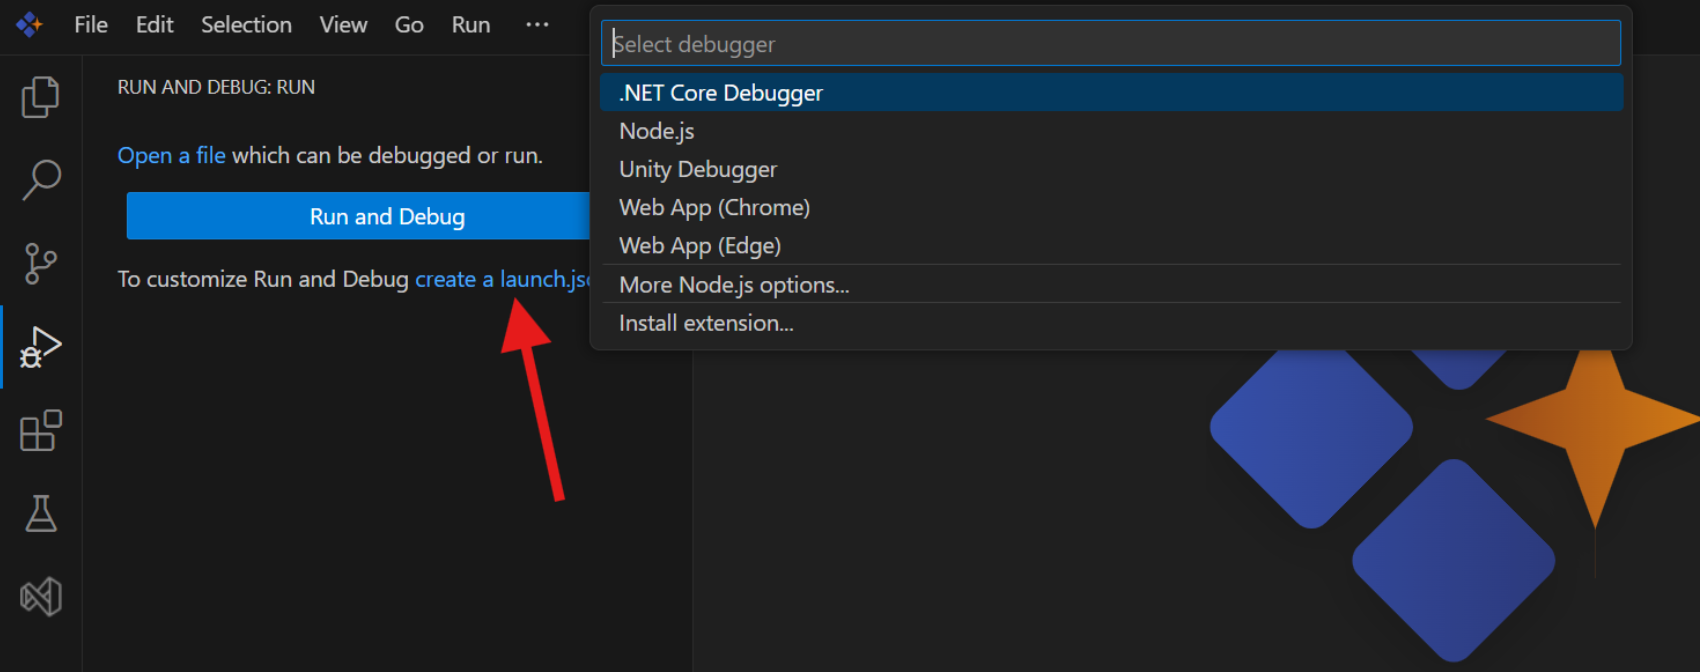 File Edit Selection View Go Run ...
Select debugger
RUN AND DEBUG: RUN
.NET Core Debugger
Node.js
Open a file which can be debugged or run.
Unity Debugger
Run and Debug
Web App (Chrome)
Web App (Edge)
To customize Run and Debug create a launch.js
More Node.js options...
Install extension...